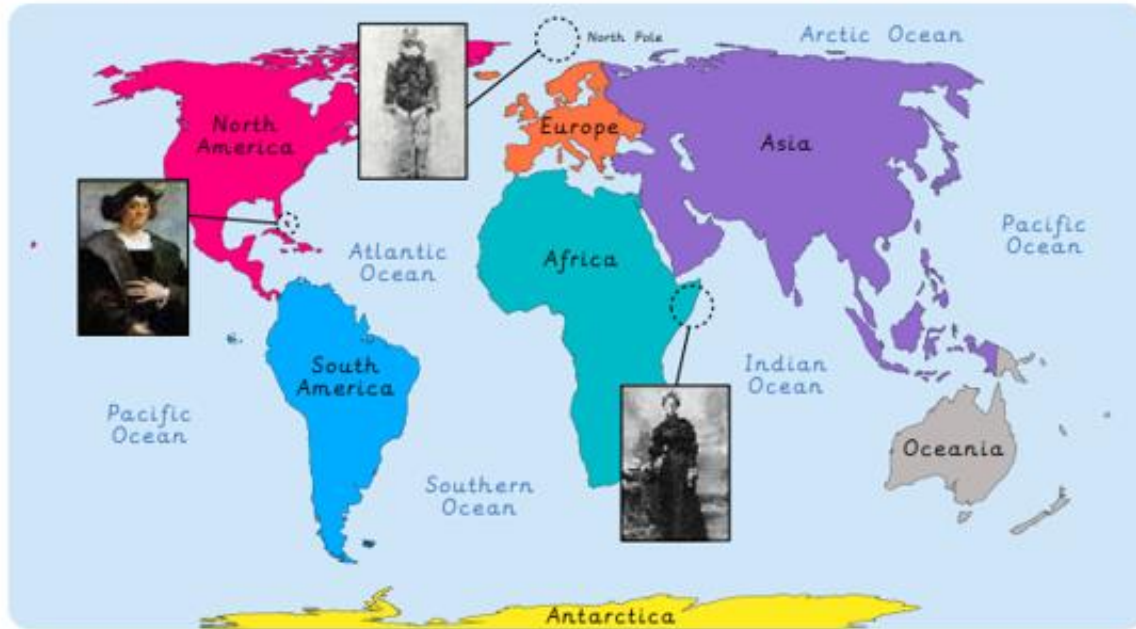 North Pole
Arctic Ocean
North
America
Europe
Asia
Atlantic
Ocean
Africa
Pacific
Ocean
South
America
Indian
Ocean
Pacific
Ocean
Oceania
Southern
Ocean
Antarctica